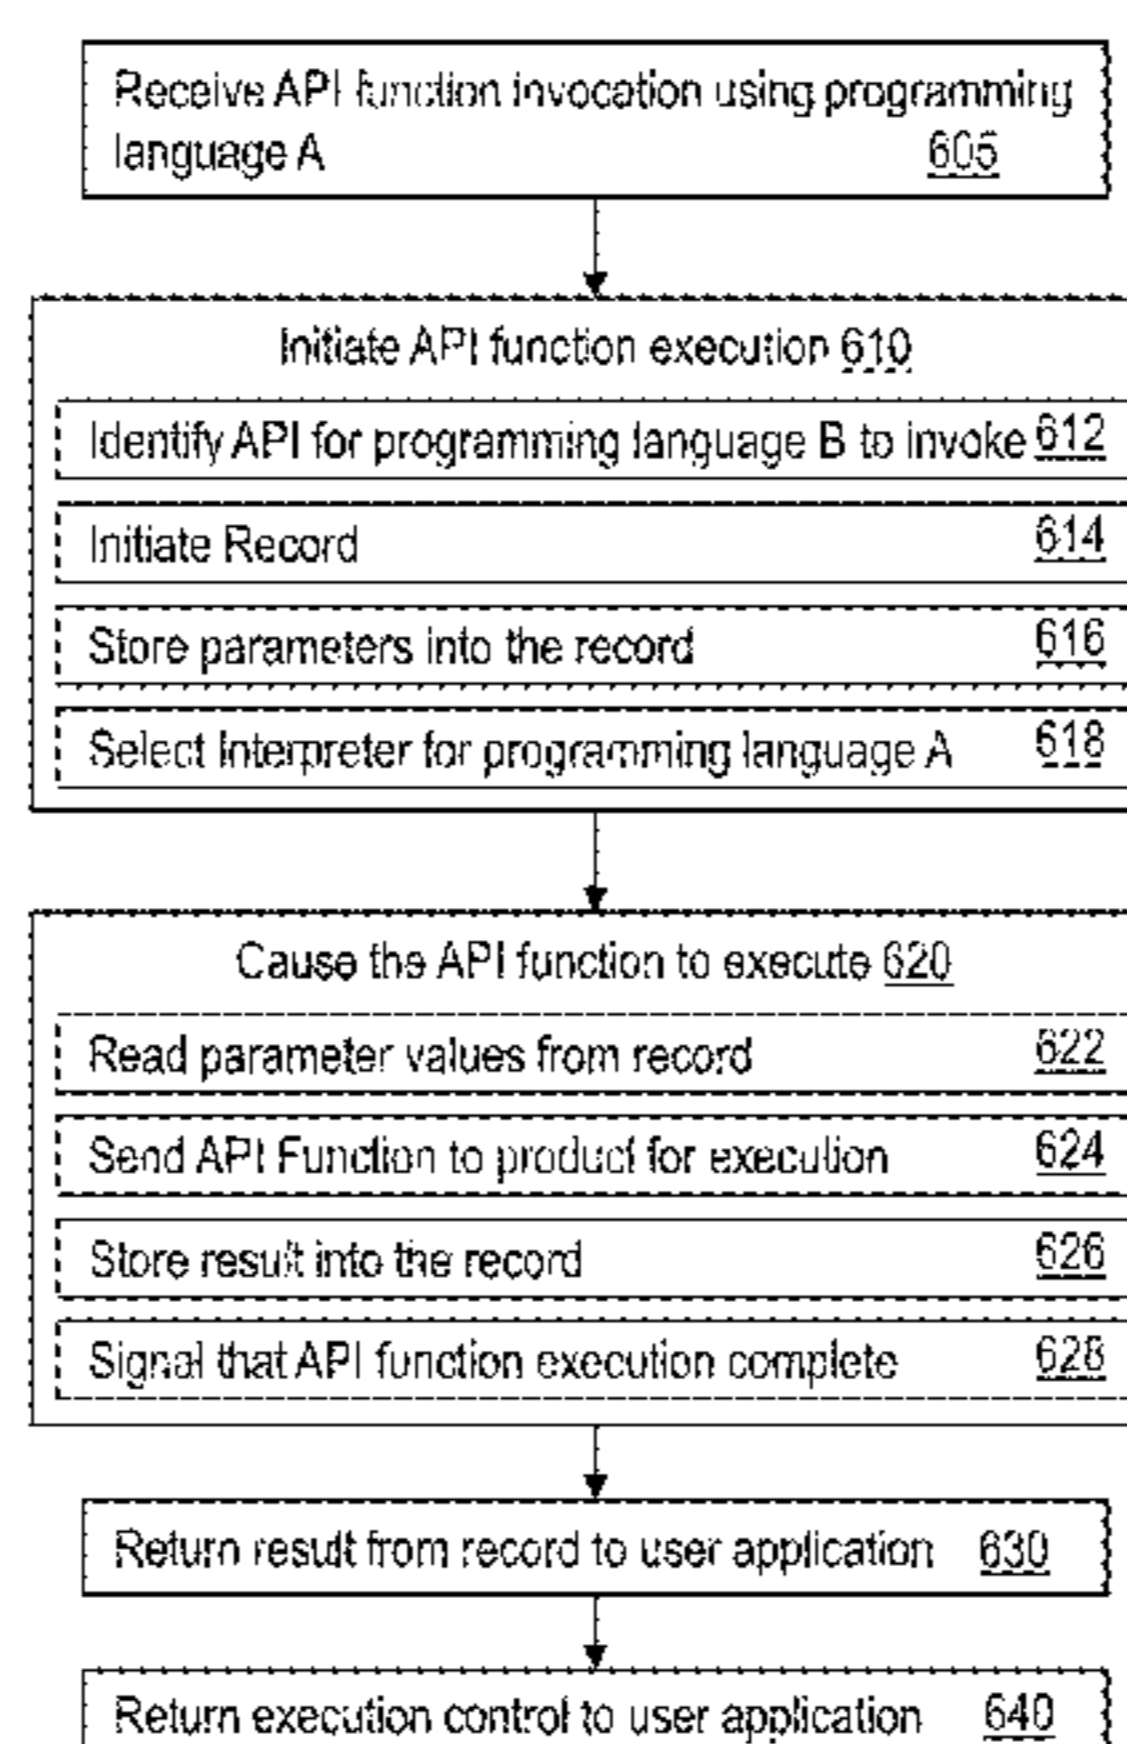 Receive API function invocation using programming
language A 605
Initiate API function execution 610
Identify API for programming language B to invoke 612
Initiate Record 614
Store parameters into the record 616
Select Interpreter for programming language A 618
Cause the API function to execute 620
Read parameter values from record 622
Send API Function to product for execution 624
Store result into the record 626
Signal that API function execution complete 628
Return result from record to user application 630
Return execution control to user application 640